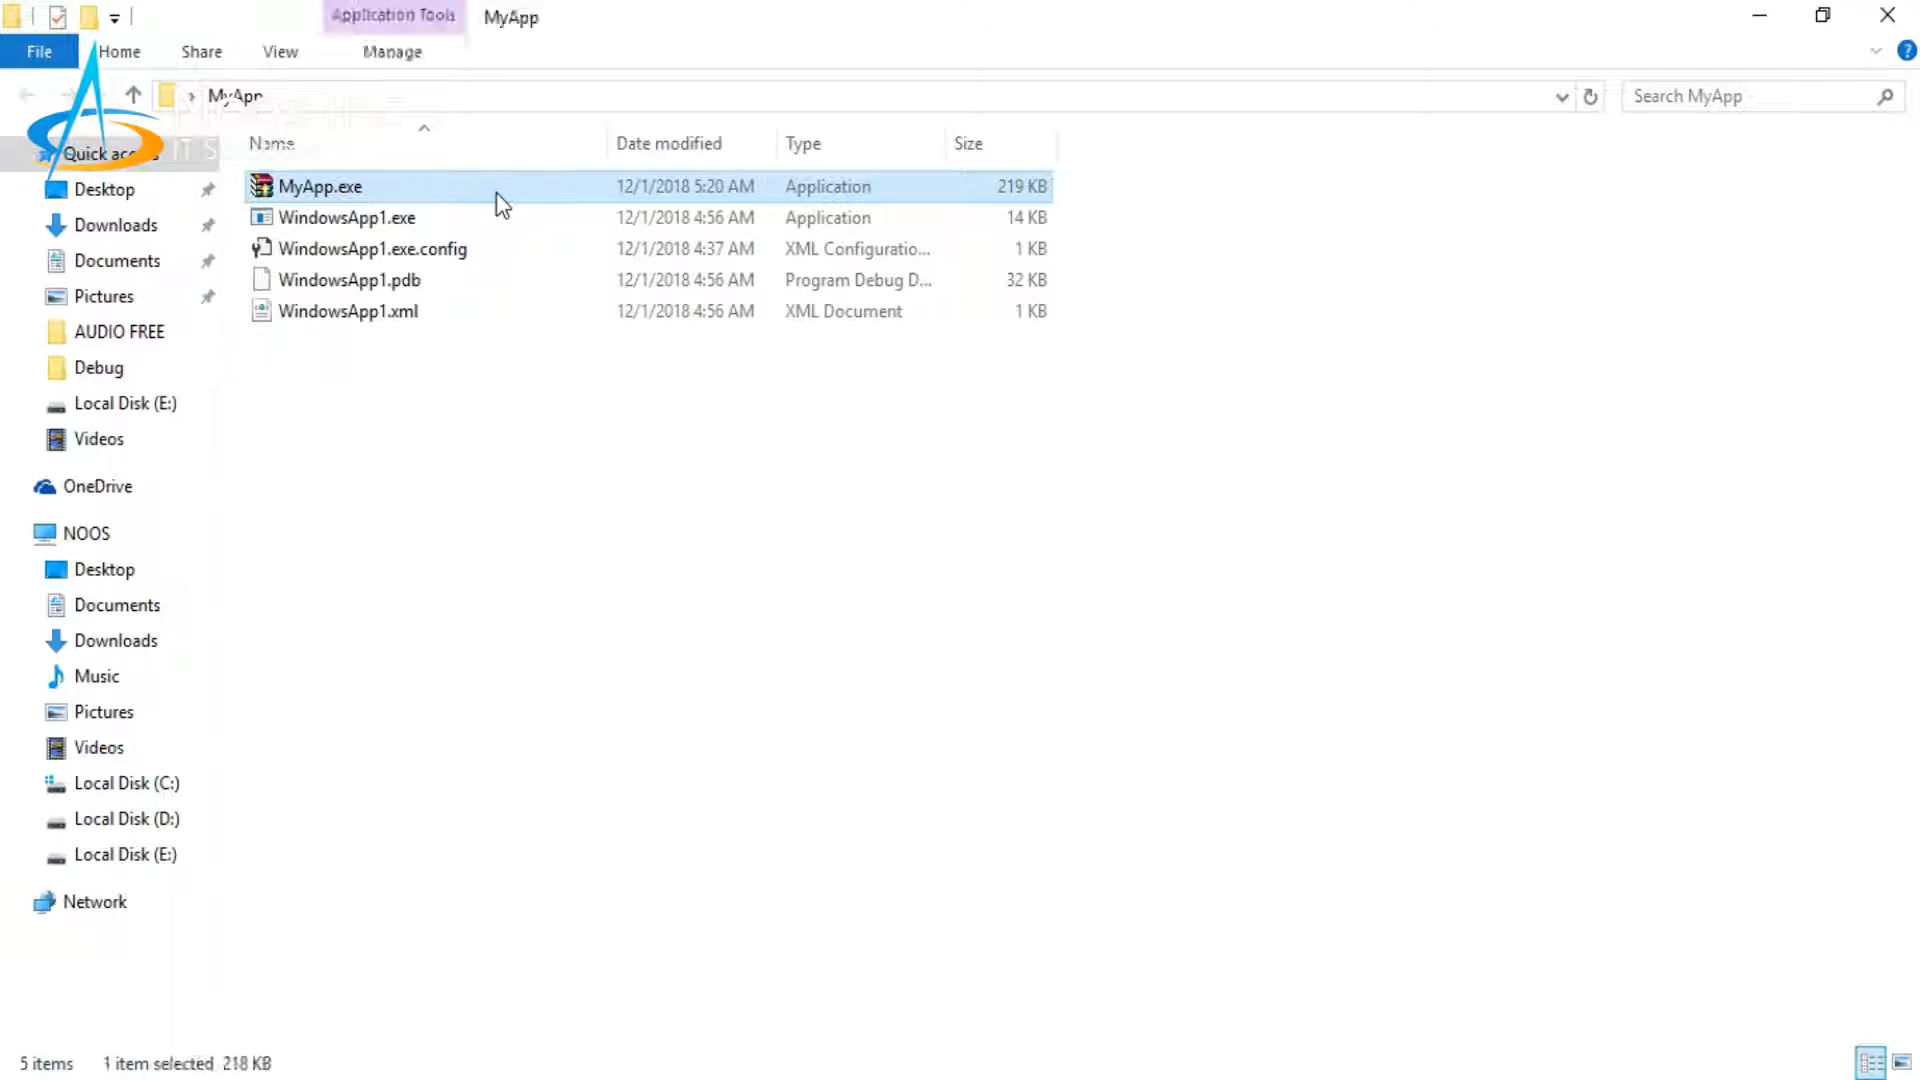 Application Tools
MyApp
File
Home
Share
View
Manage
MyApp
Search MyApp
Name
Date modified
Type
Size
Quick access
IT S
MyApp.exe
12/1/2018 5:20 AM
Application
219 KB
WindowsApp1.exe
12/1/2018 4:56 AM
Application
14 KB
WindowsApp1.exe.config
12/1/2018 4:37 AM
XML Configuratio...
1 KB
WindowsApp1.pdb
12/1/2018 4:56 AM
Program Debug D...
32 KB
WindowsApp1.xml
12/1/2018 4:56 AM
XML Document
1 KB
Desktop
Downloads
Documents
Pictures
AUDIO FREE
Debug
Local Disk (E:)
Videos
OneDrive
NOOS
Desktop
Documents
Downloads
Music
Pictures
Videos
Local Disk (C:)
Local Disk (D:)
Local Disk (E:)
Network
5 items
1 item selected 218 KB